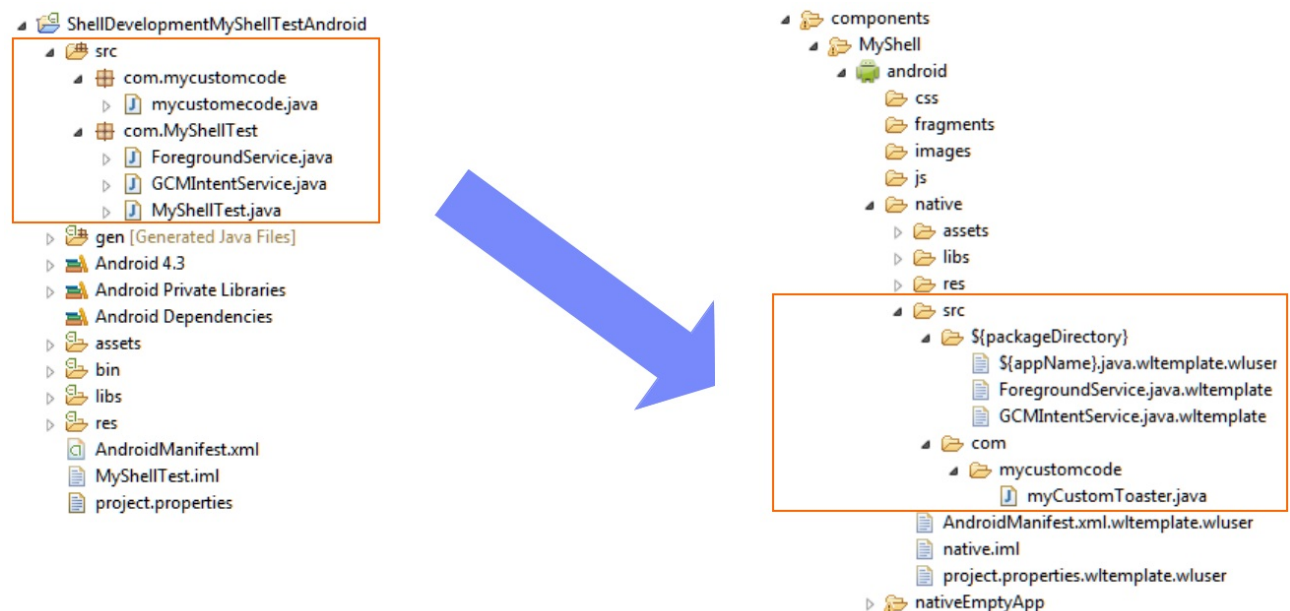 ShellDevelopmentMyShellTestAndroid
src
com.mycustomcode
mycustomecode.java
com.MyShellTest
ForegroundService.java
GCMIntentService.java
MyShellTest.java
gen [Generated Java Files]
Android 4.3
Android Private Libraries
Android Dependencies
assets
bin
libs
res
AndroidManifest.xml
MyShellTest.iml
project.properties
components
MyShell
android
css
fragments
images
js
native
assets
libs
res
src
${packageDirectory}
${appName}.java.wltemplate.wluser
ForegroundService.java.wltemplate
GCMIntentService.java.wltemplate
com
mycustomcode
myCustomToaster.java
AndroidManifest.xml.wltemplate.wluser
native.iml
project.properties.wltemplate.wluser
nativeEmptyApp